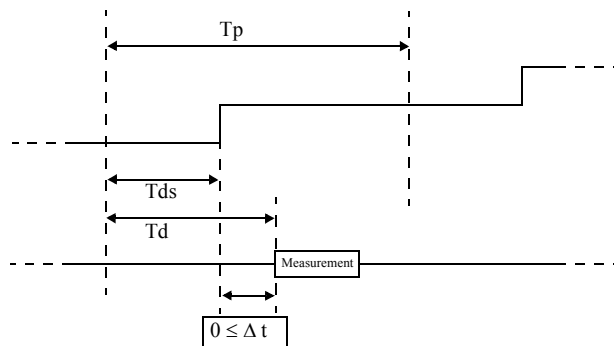 Tp
Tds
Td
Measurement
0 ≤ Δ t